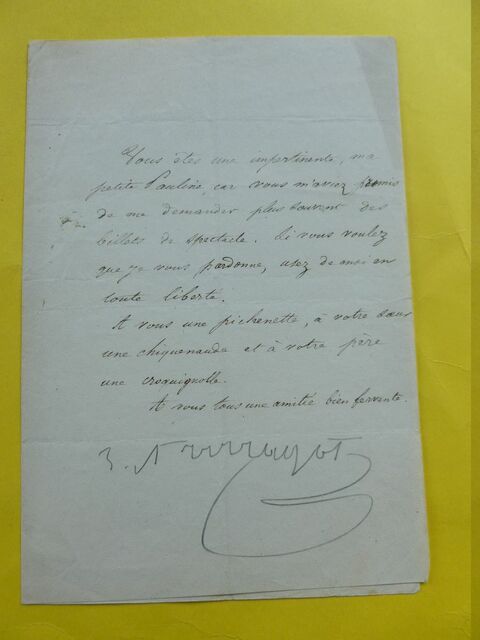 Vous êtes une impertinente, ma
petite Pauline, car vous m'aviez promis
de me demander plus souvent des
billets de spectacle. Si vous voulez
que je vous pardonne, usez de moi en
toute liberté.
A vous une pichenette, à votre sœur
une chiquenaude et à votre père
une croquignolle.
A vous tous une amitié bien fervente.